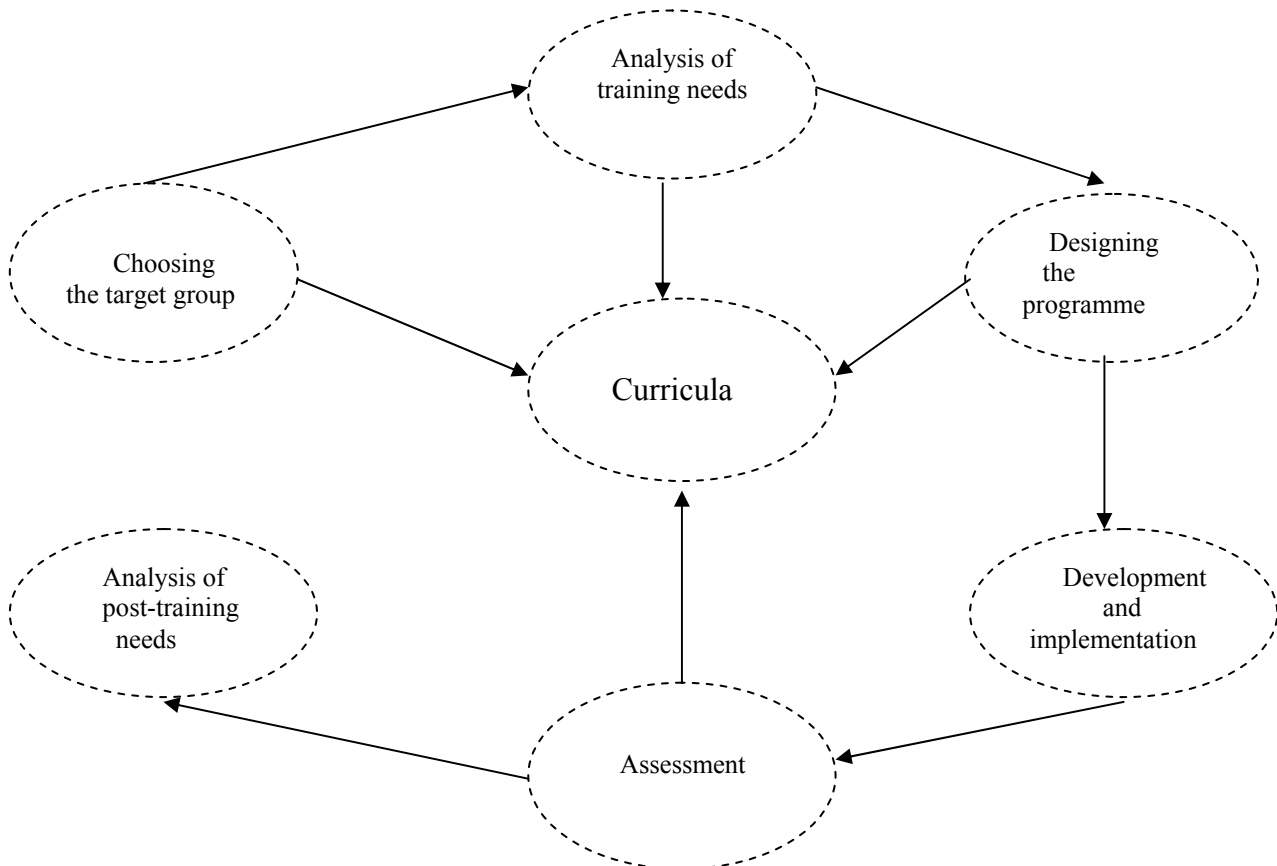 Analysis of
training needs
Choosing
the target group
Designing
the
programme
Curricula
Analysis of
post-training
needs
Development
and
implementation
Assessment